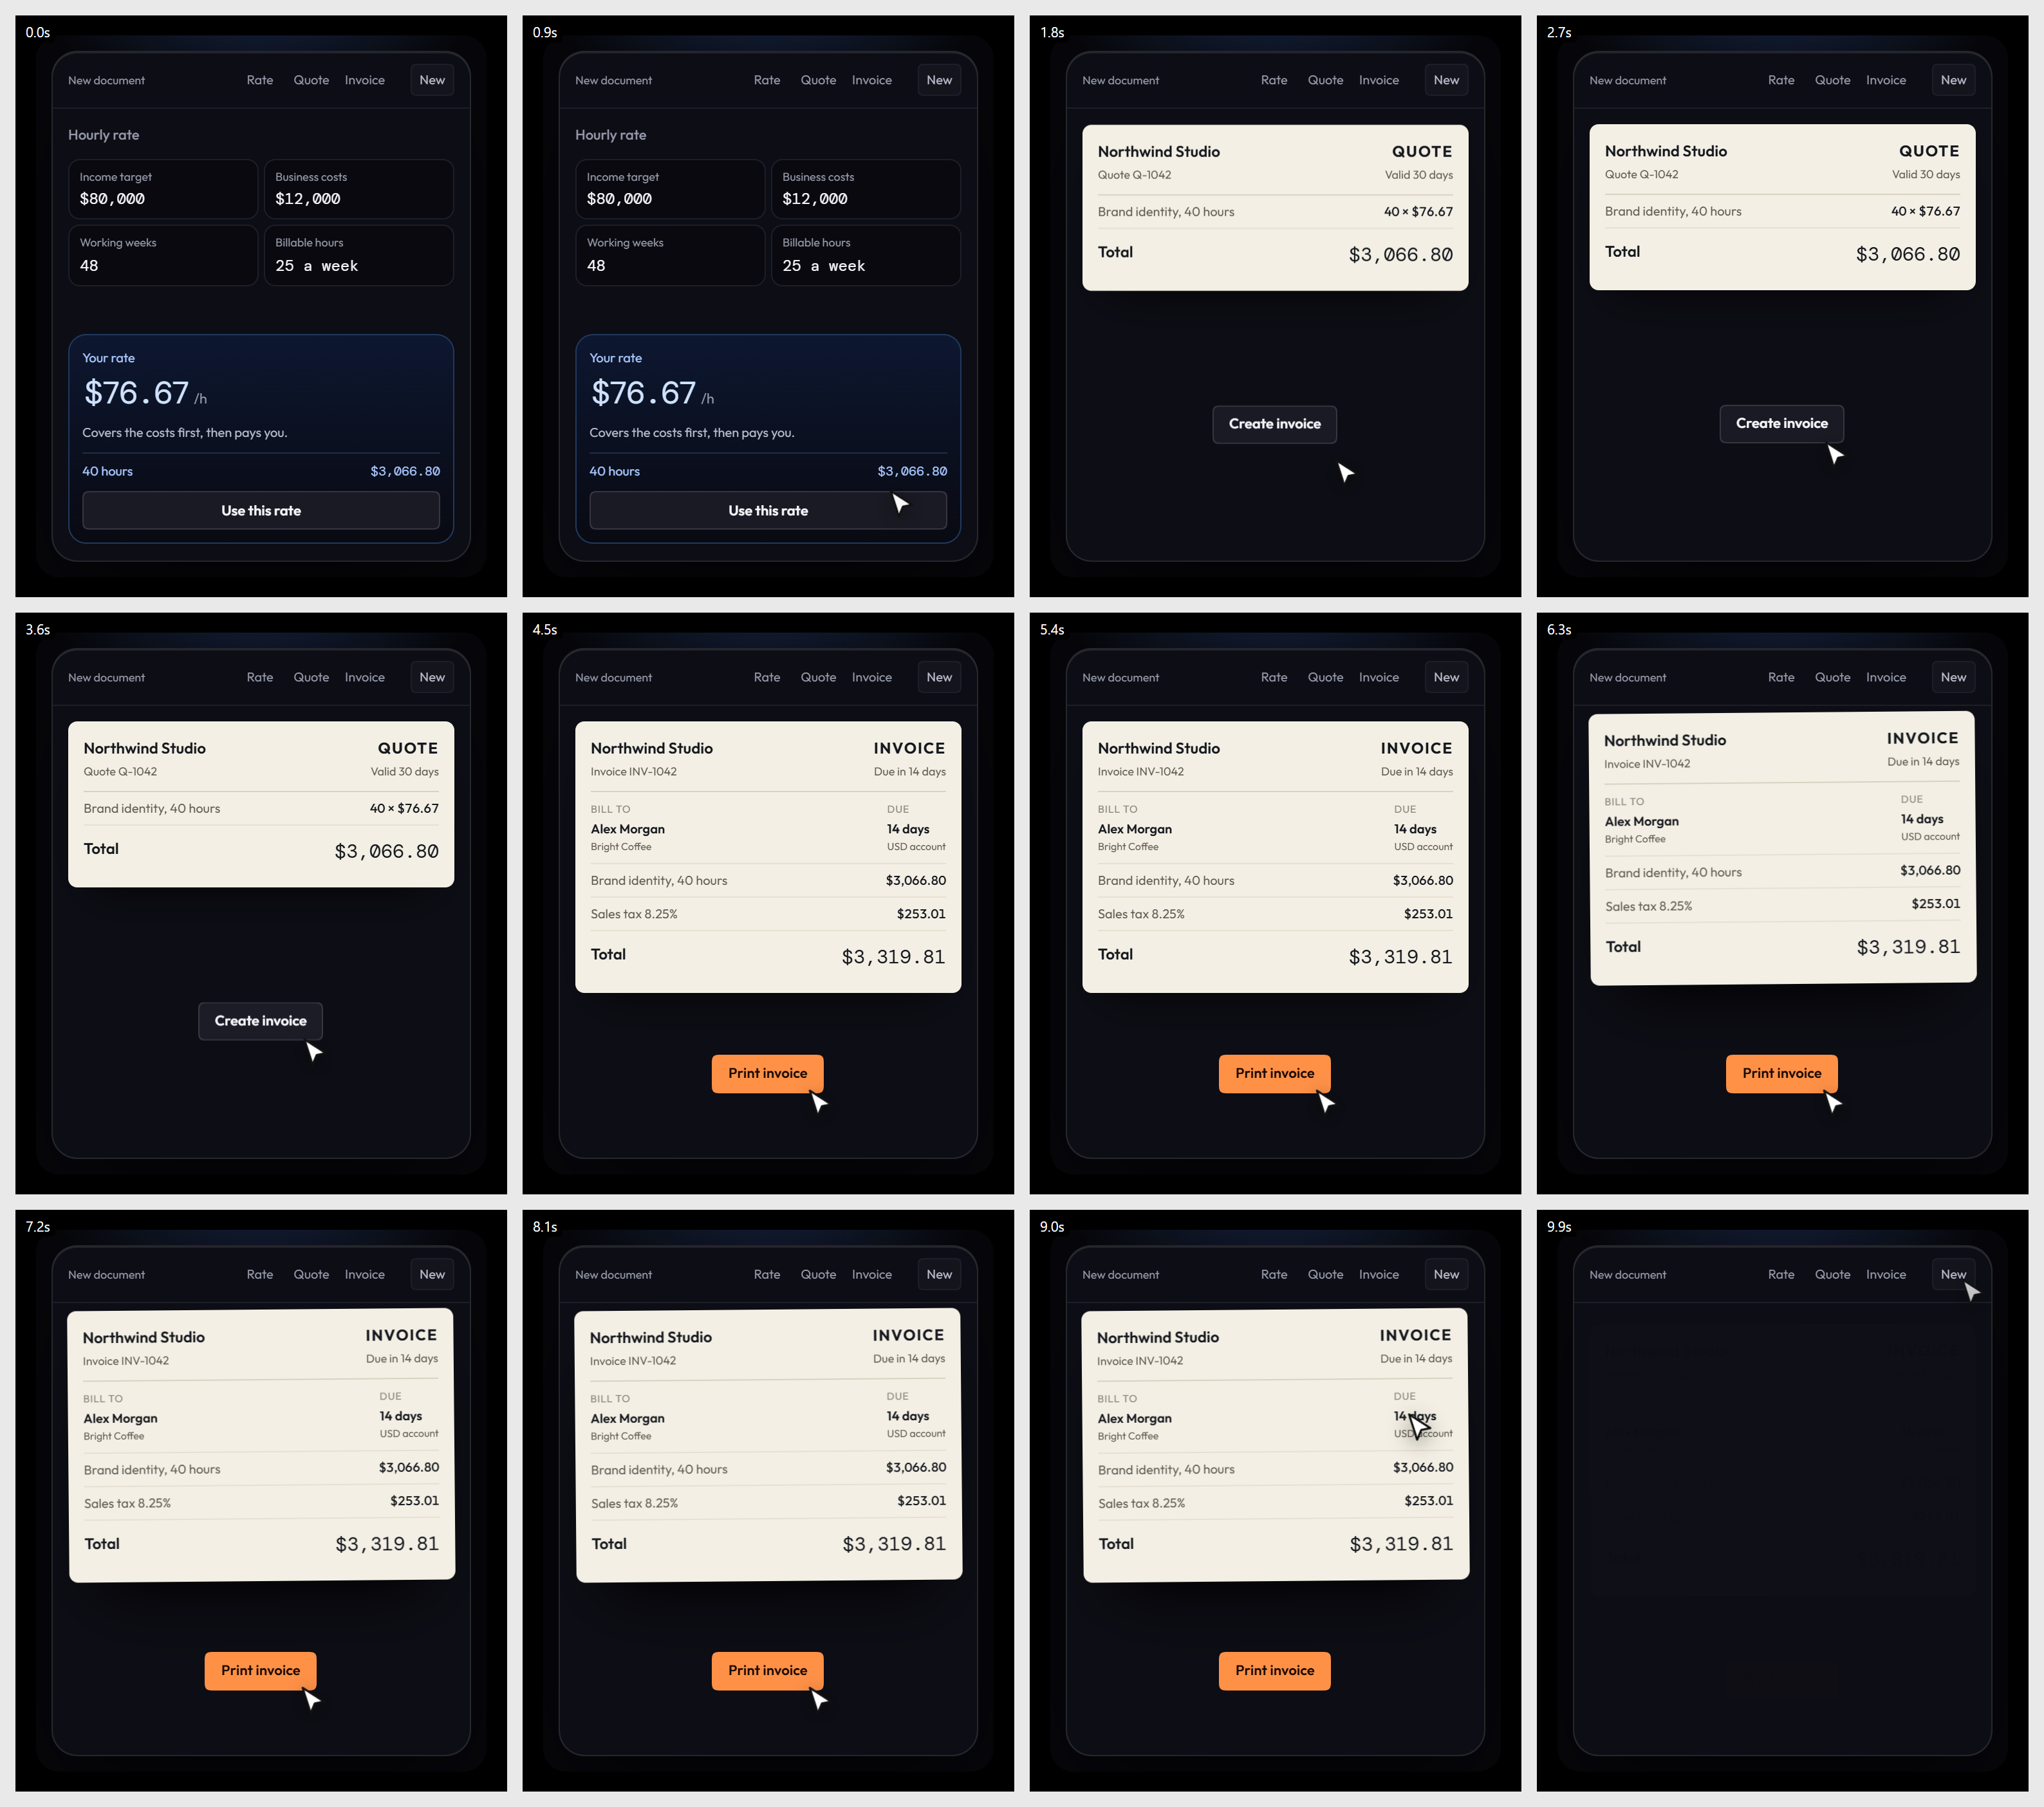 0.0s
New document Rate Quote Invoice New
Hourly rate
Income target Business costs
$80,000 $12,000
Working weeks Billable hours
48 25 a week
Your rate
$76.67 /h
Covers the costs first, then pays you.
40 hours $3,066.80
Use this rate
0.9s
New document Rate Quote Invoice New
Hourly rate
Income target Business costs
$80,000 $12,000
Working weeks Billable hours
48 25 a week
Your rate
$76.67 /h
Covers the costs first, then pays you.
40 hours $3,066.80
Use this rate
1.8s
New document Rate Quote Invoice New
Northwind Studio QUOTE
Quote Q-1042 Valid 30 days
Brand identity, 40 hours 40 × $76.67
Total $3,066.80
Create invoice
2.7s
New document Rate Quote Invoice New
Northwind Studio QUOTE
Quote Q-1042 Valid 30 days
Brand identity, 40 hours 40 × $76.67
Total $3,066.80
Create invoice
3.6s
New document Rate Quote Invoice New
Northwind Studio QUOTE
Quote Q-1042 Valid 30 days
Brand identity, 40 hours 40 × $76.67
Total $3,066.80
Create invoice
4.5s
New document Rate Quote Invoice New
Northwind Studio INVOICE
Invoice INV-1042 Due in 14 days
BILL TO DUE
Alex Morgan 14 days
Bright Coffee USD account
Brand identity, 40 hours $3,066.80
Sales tax 8.25% $253.01
Total $3,319.81
Print invoice
5.4s
New document Rate Quote Invoice New
Northwind Studio INVOICE
Invoice INV-1042 Due in 14 days
BILL TO DUE
Alex Morgan 14 days
Bright Coffee USD account
Brand identity, 40 hours $3,066.80
Sales tax 8.25% $253.01
Total $3,319.81
Print invoice
6.3s
New document Rate Quote Invoice New
Northwind Studio INVOICE
Invoice INV-1042 Due in 14 days
BILL TO DUE
Alex Morgan 14 days
Bright Coffee USD account
Brand identity, 40 hours $3,066.80
Sales tax 8.25% $253.01
Total $3,319.81
Print invoice
7.2s
New document Rate Quote Invoice New
Northwind Studio INVOICE
Invoice INV-1042 Due in 14 days
BILL TO DUE
Alex Morgan 14 days
Bright Coffee USD account
Brand identity, 40 hours $3,066.80
Sales tax 8.25% $253.01
Total $3,319.81
Print invoice
8.1s
New document Rate Quote Invoice New
Northwind Studio INVOICE
Invoice INV-1042 Due in 14 days
BILL TO DUE
Alex Morgan 14 days
Bright Coffee USD account
Brand identity, 40 hours $3,066.80
Sales tax 8.25% $253.01
Total $3,319.81
Print invoice
9.0s
New document Rate Quote Invoice New
Northwind Studio INVOICE
Invoice INV-1042 Due in 14 days
BILL TO DUE
Alex Morgan 14 days
Bright Coffee USD account
Brand identity, 40 hours $3,066.80
Sales tax 8.25% $253.01
Total $3,319.81
Print invoice
9.9s
New document Rate Quote Invoice New